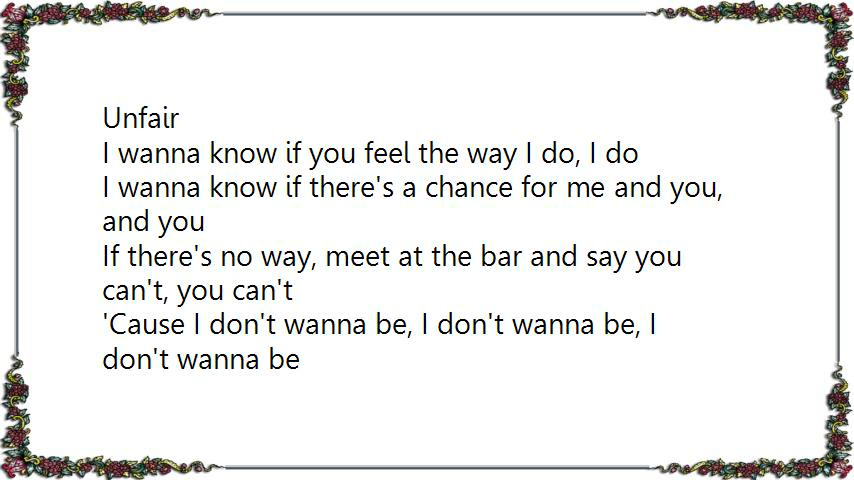 Unfair
I wanna know if you feel the way I do, I do
I wanna know if there's a chance for me and you,
and you
If there's no way, meet at the bar and say you
can't, you can't
'Cause I don't wanna be, I don't wanna be, I
don't wanna be